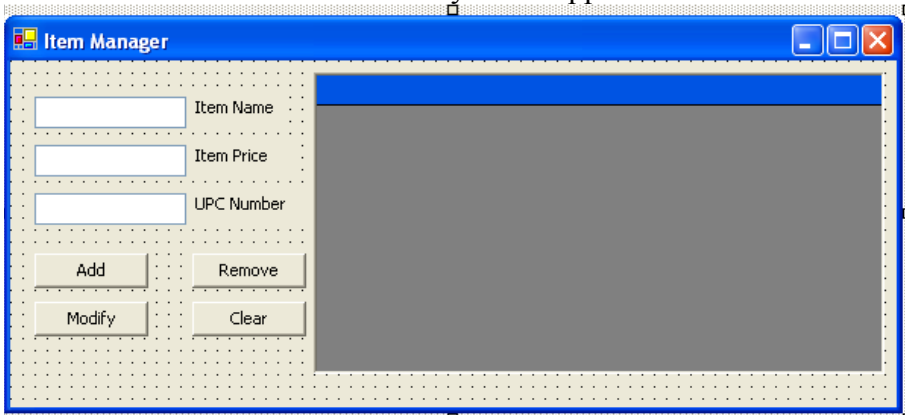 Item Manager
Item Name
Item Price
UPC Number
Add Remove
Modify Clear